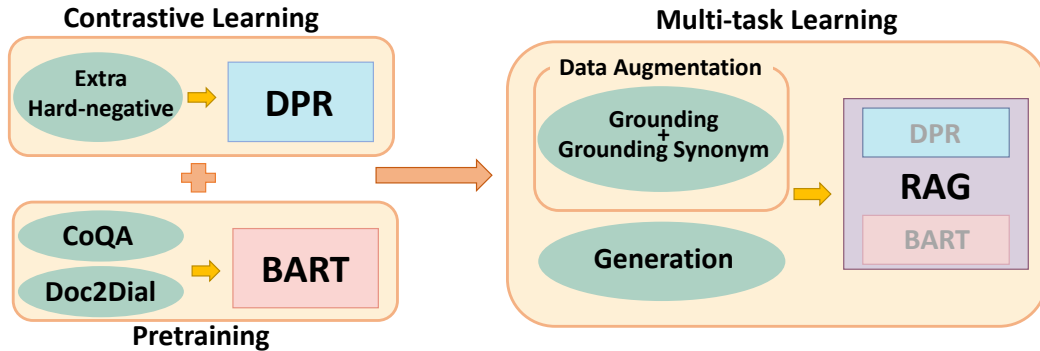 Contrastive Learning
Extra
Hard-negative
DPR
CoQA
Doc2Dial
BART
Pretraining
Multi-task Learning
Data Augmentation
Grounding
+
Grounding Synonym
Generation
DPR
RAG
BART